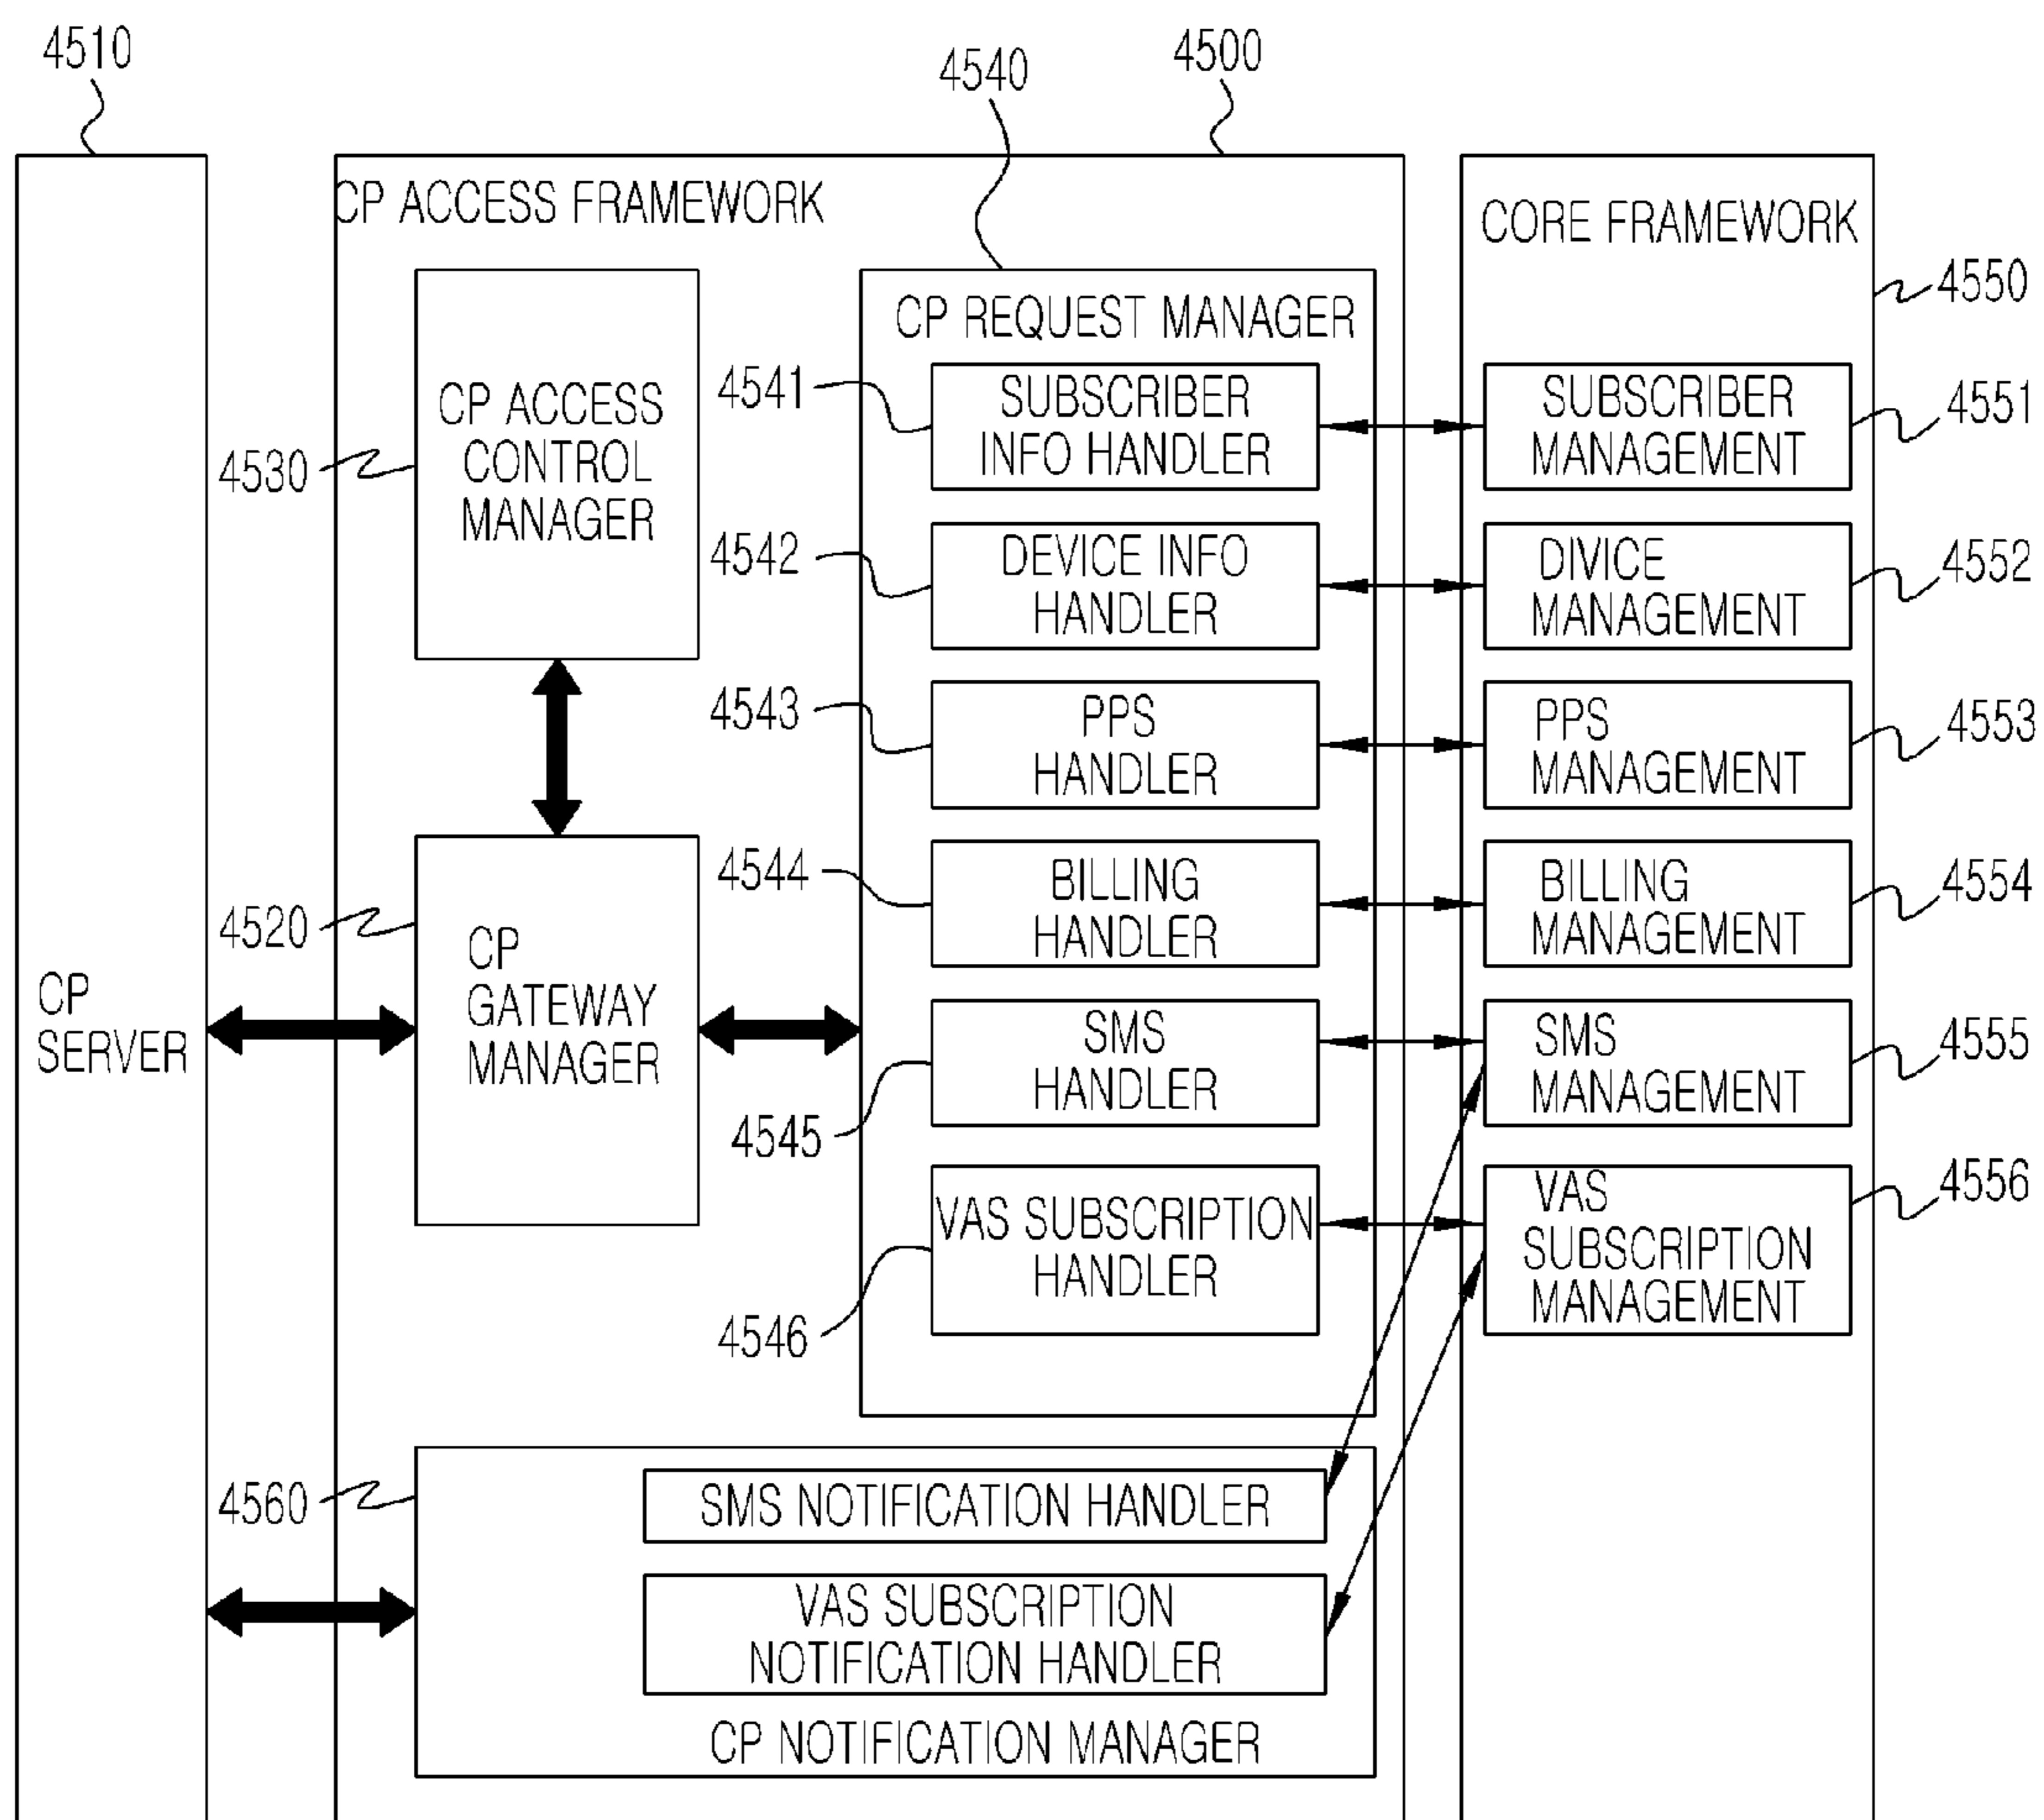 4510
4500
4540
CP ACCESS FRAMEWORK
CORE FRAMEWORK
4550
CP REQUEST MANAGER
4541
SUBSCRIBER
INFO HANDLER
SUBSCRIBER
MANAGEMENT
4551
CP ACCESS
CONTROL
MANAGER
4530
4542
DEVICE INFO
HANDLER
DIVICE
MANAGEMENT
4552
4543
PPS
HANDLER
PPS
MANAGEMENT
4553
4544
BILLING
HANDLER
BILLING
MANAGEMENT
4554
4520
CP
GATEWAY
MANAGER
CP
SERVER
SMS
HANDLER
4545
SMS
MANAGEMENT
4555
VAS SUBSCRIPTION
HANDLER
4546
VAS
SUBSCRIPTION
MANAGEMENT
4556
4560
SMS NOTIFICATION HANDLER
VAS SUBSCRIPTION
NOTIFICATION HANDLER
CP NOTIFICATION MANAGER